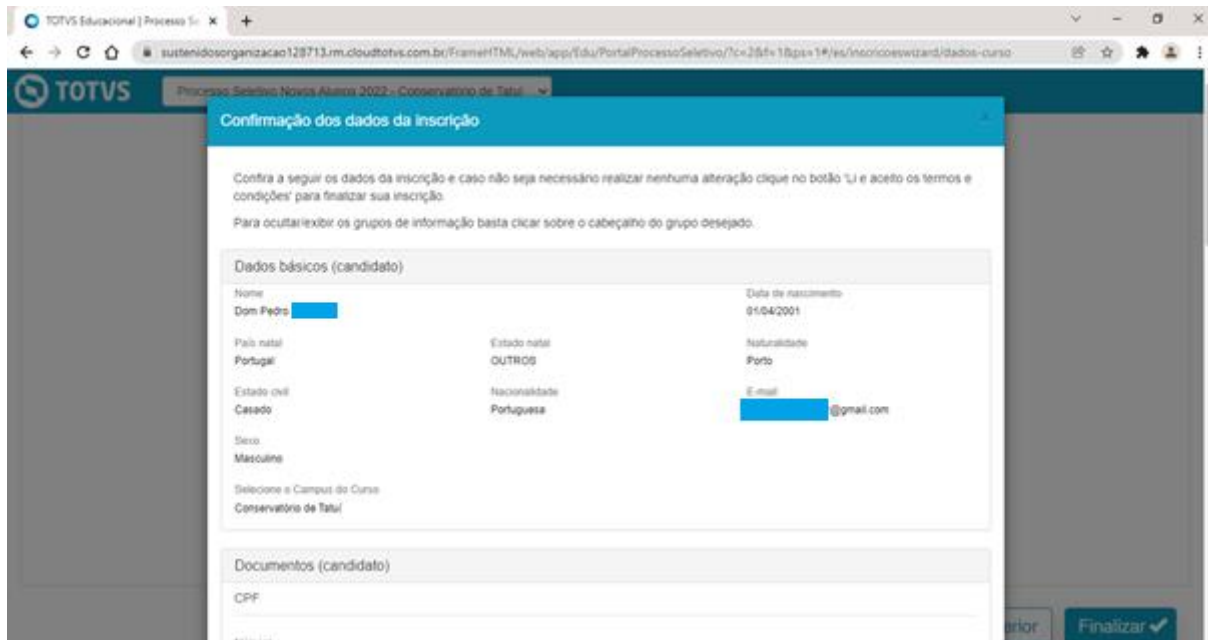 TOTVS Educacional | Processo Se
sustenidosorganizacao128713.rm.cloudtotvs.com.br/FrameHTML/web/app/Edu/PortalProcessoSeletivo/?c=2&f=1&ps=1#/es/inscricoeswizard/dados-curso
TOTVS
Processo Seletivo Novos Alunos 2022 - Conservatório de Tatuí
Confirmação dos dados da inscrição
Confira a seguir os dados da inscrição e caso não seja necessário realizar nenhuma alteração clique no botão 'Li e aceito os termos e
condições' para finalizar sua inscrição.
Para ocultar/exibir os grupos de informação basta clicar sobre o cabeçalho do grupo desejado.
Dados básicos (candidato)
Nome Data de nascimento
Dom Pedro 01/04/2001
País natal Estado natal Naturalidade
Portugal OUTROS Porto
Estado civil Nacionalidade E-mail
Casado Portuguesa @gmail.com
Sexo
Masculino
Selecione o Campus do Curso
Conservatório de Tatuí
Documentos (candidato)
CPF
erior Finalizar